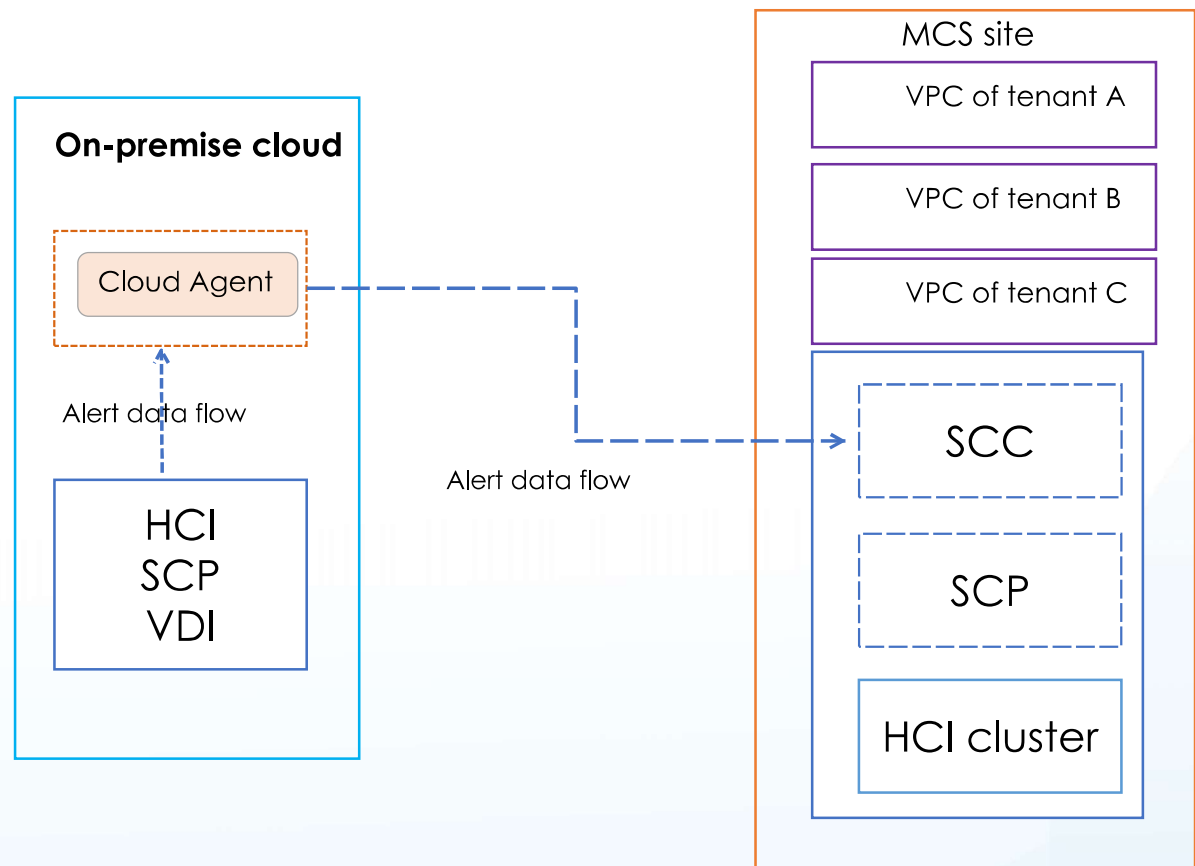 On-premise cloud
Cloud Agent
Alert data flow
HCI
SCP
VDI
Alert data flow
MCS site
VPC of tenant A
VPC of tenant B
VPC of tenant C
SCC
SCP
HCI cluster